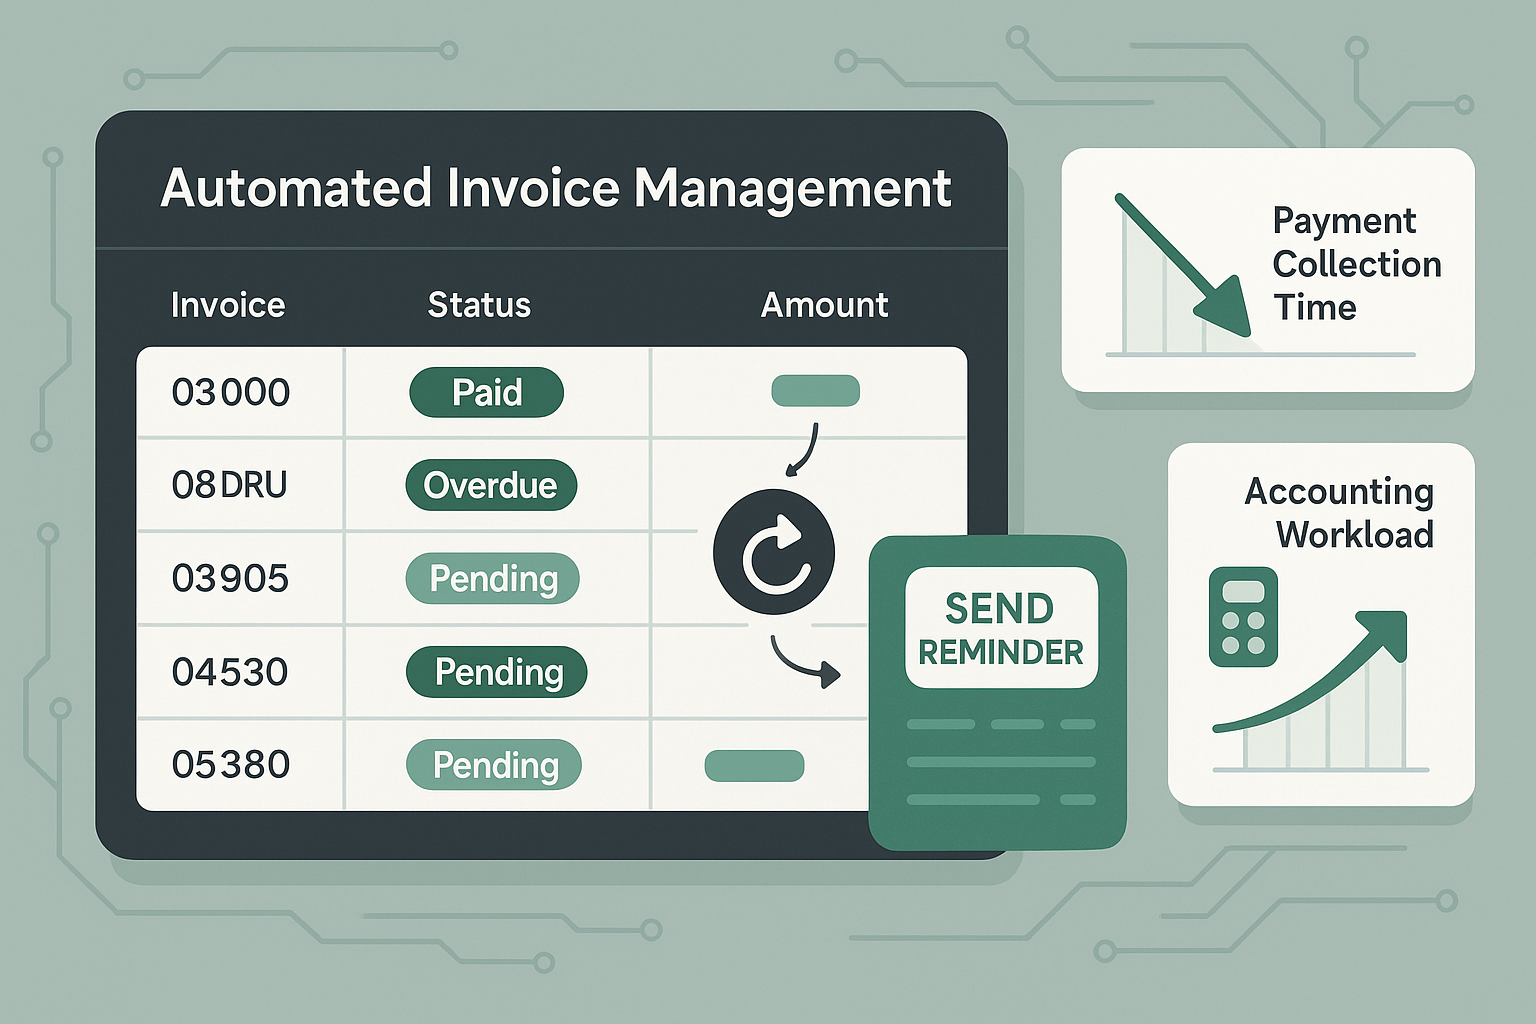 Automated Invoice Management
Invoice Status Amount
03000 Paid
08DRU Overdue
03905 Pending
04530 Pending
05380 Pending
SEND
REMINDER
Payment
Collection
Time
Accounting
Workload